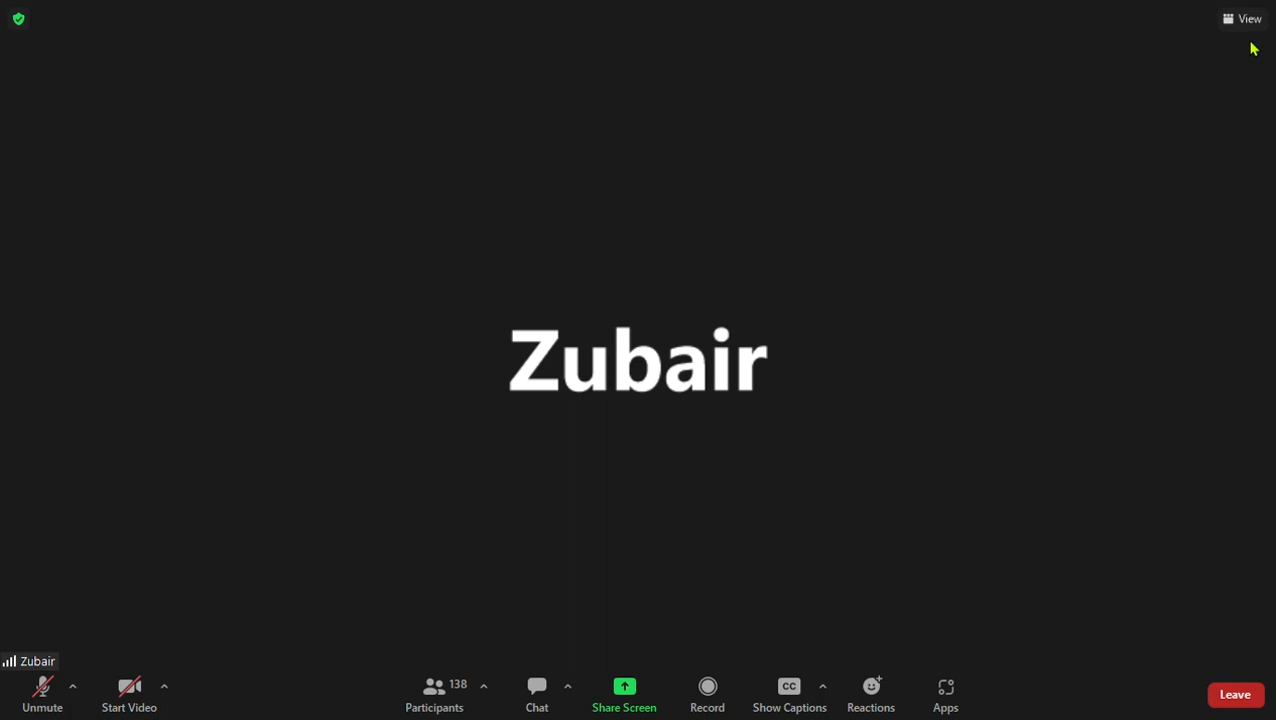 View
Zubair
Zubair
Unmute
Start Video
138
Participants
Chat
Share Screen
Record
CC
Show Captions
Reactions
Apps
Leave